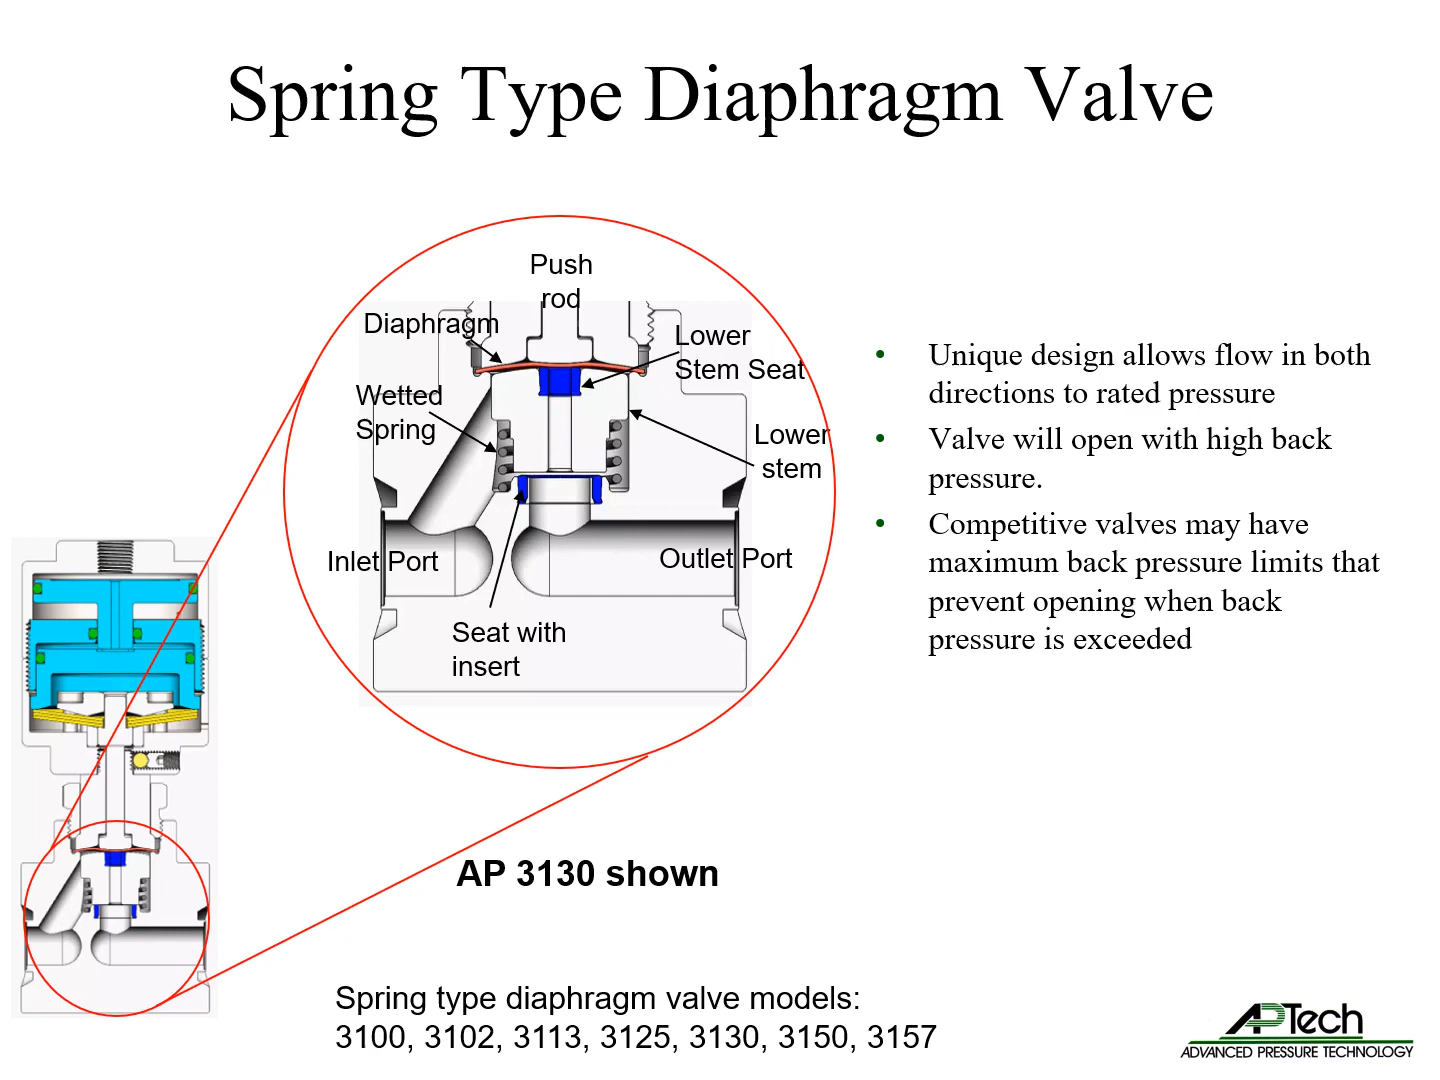 Spring Type Diaphragm Valve
Push
rod
Diaphragm
Lower
Stem Seat
Wetted
Spring
Lower
stem
Inlet Port
Outlet Port
Seat with
insert
• Unique design allows flow in both
directions to rated pressure
• Valve will open with high back
pressure.
• Competitive valves may have
maximum back pressure limits that
prevent opening when back
pressure is exceeded
AP 3130 shown
Spring type diaphragm valve models:
3100, 3102, 3113, 3125, 3130, 3150, 3157
APTech
ADVANCED PRESSURE TECHNOLOGY